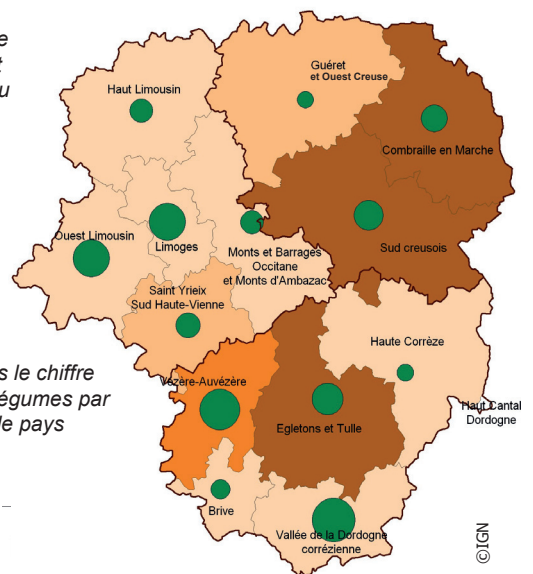 e
t
u
Haut Limousin
Guéret
et Ouest Creuse
Combraille en Marche
Ouest Limousin
Limoges
Monts et Barrages
Occitane
et Monts d'Ambazac
Sud creusois
Saint Yrieix
Sud Haute-Vienne
s le chiffre
égumes par
le pays
Vézère-Auvézère
Haute Corrèze
Haut Cantal
Dordogne
Egletons et Tulle
Brive
Vallée de la Dordogne
corrézienne
©IGN